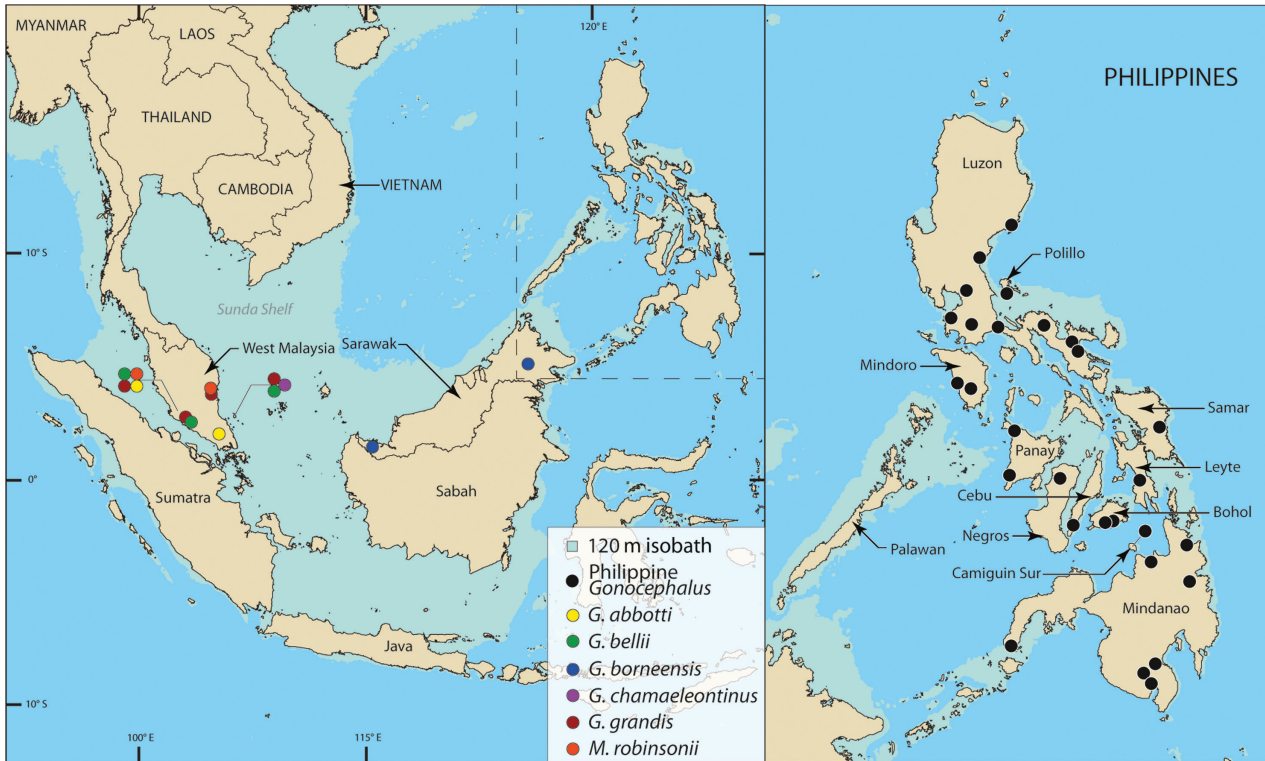 120° E
MYANMAR
LAOS
THAILAND
CAMBODIA
VIETNAM
10° S
Sunda Shelf
West Malaysia
Sarawak
0°
Sumatra
Sabah
Java
10° S
100° E
115° E
120 m isobath
Philippine
Gonocephalus
G. abbotti
G. bellii
G. borneensis
G. chamaeleontinus
G. grandis
M. robinsonii
PHILIPPINES
Luzon
Polillo
Mindoro
Samar
Panay
Leyte
Cebu
Bohol
Negros
Palawan
Camiguin Sur
Mindanao